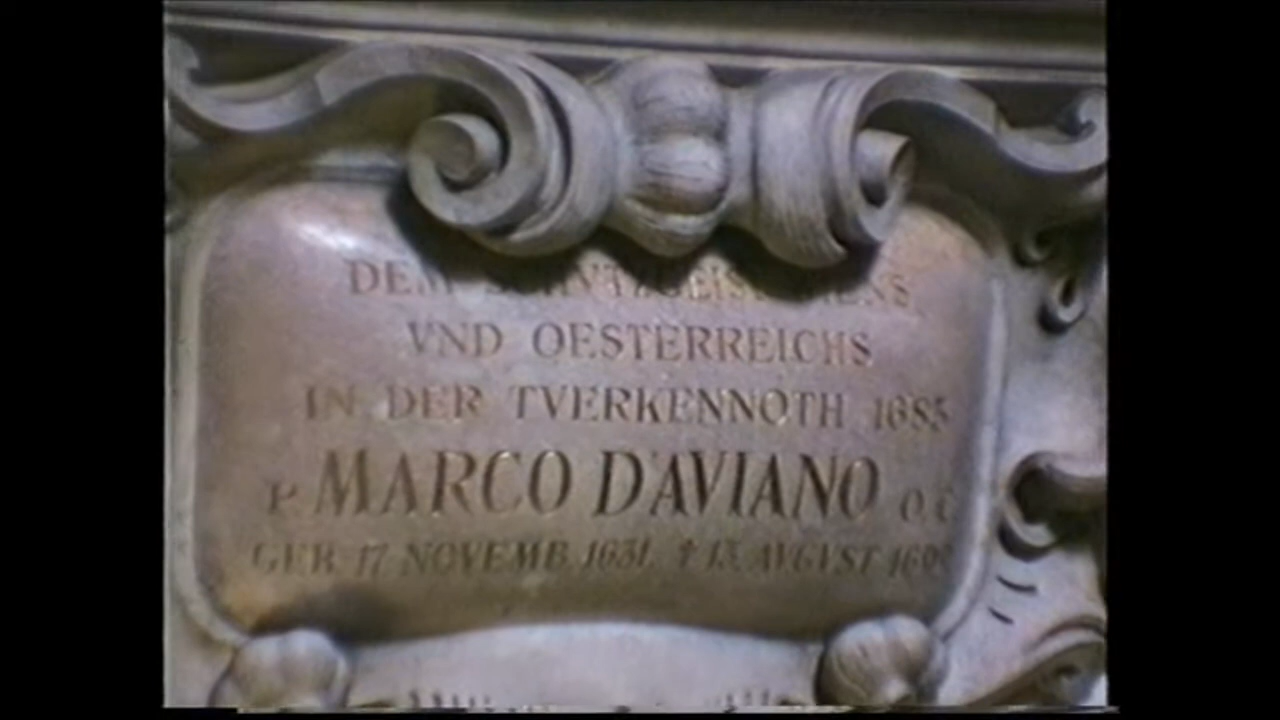 DEM
VND OESTERREICHS
IN DER TVERKENNOTH 1683
P. MARCO D'AVIANO O.C
GEB 17 NOVEMB. 1631. † 13. AVGVST